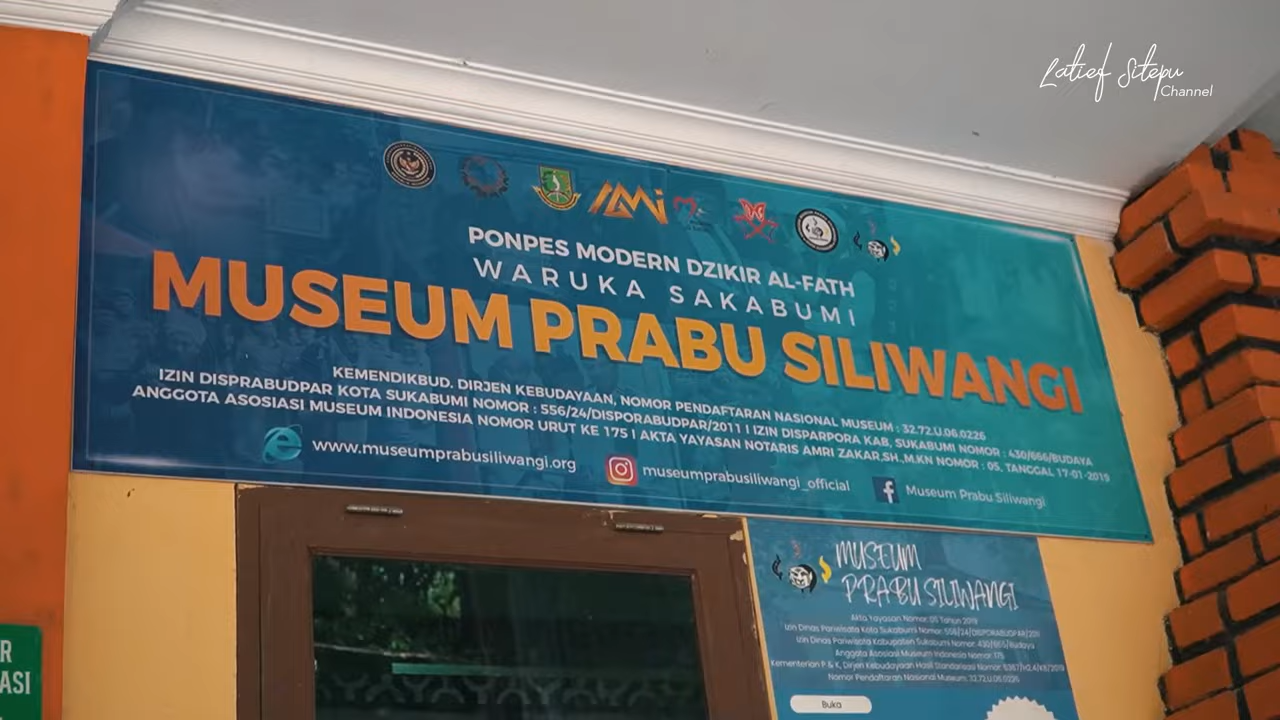 Latief Sitepu
Channel
PONPES MODERN DZIKIR AL-FATH
WARUKA SAKABUMI
MUSEUM PRABU SILIWANGI
KEMENDIKBUD. DIRJEN KEBUDAYAAN, NOMOR PENDAFTARAN NASIONAL MUSEUM : 32.72.U.06.0226
IZIN DISPRABUDPAR KOTA SUKABUMI NOMOR : 556/24/DISPORABUDPAR/2011 I IZIN DISPARPORA KAB, SUKABUMI NOMOR : 430/866/BUDAYA
ANGGOTA ASOSIASI MUSEUM INDONESIA NOMOR URUT KE 175 I AKTA YAYASAN NOTARIS AMRI ZAKAR,SH.,M.KN NOMOR : 05, TANGGAL 17-01-2019
www.museumprabusiliwangi.org museumprabusiliwangi_official Museum Prabu Siliwangi
MUSEUM
PRABU SILIWANGI
Akta Yayasan Nomor: 05 Tahun 2019
Izin Dinas Pariwisata Kota Sukabumi Nomor: 556/24/DISPORABUDPAR/2011
Izin Dinas Pariwisata Kabupaten Sukabumi Nomor: 430/865/Budaya
Anggota Asosiasi Museum Indonesia Nomor: 175
Kementerian P & K, Dirjen Kebudayaan Hasil Standarisasi Nomor:
Nomor Pendaftaran Nasional Museum: 32.72.U.06.0226
Buka
R
ASI